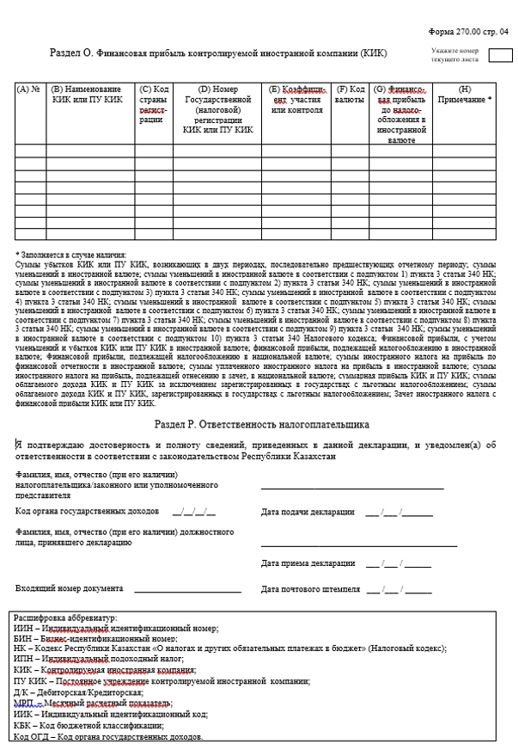 Форма 270.00 стр. 04
Раздел О. Финансовая прибыль контролируемой иностранной компании (КИК)
Укажите номер
текущего листа
(А) №
(B) Наименование
КИК или ПУ КИК
(C) Код
страны
регист-
рации
(D) Номер
Государственной
(налоговой)
регистрации
КИК или ПУ КИК
(E) Коэффици-
ент участия
или контроля
(F) Код
валюты
(G) Финансо-
вая прибыль
до налого-
обложения в
иностранной
валюте
(H)
Примечание *
* Заполняется в случае наличия:
Суммы убытков КИК или ПУ КИК, возникающих в двух периодах, последовательно предшествующих отчетному периоду; суммы
уменьшений в иностранной валюте; суммы уменьшений в иностранной валюте в соответствии с подпунктом 1) пункта 3 статьи 340 НК;
суммы уменьшений в иностранной валюте в соответствии с подпунктом 2) пункта 3 статьи 340 НК; суммы уменьшений в иностранной
валюте в соответствии с подпунктом 3) пункта 3 статьи 340 НК; суммы уменьшений в иностранной валюте в соответствии с подпунктом
4) пункта 3 статьи 340 НК; суммы уменьшений в иностранной валюте в соответствии с подпунктом 5) пункта 3 статьи 340 НК; суммы
уменьшений в иностранной валюте в соответствии с подпунктом 6) пункта 3 статьи 340 НК; суммы уменьшений в иностранной валюте в
соответствии с подпунктом 7) пункта 3 статьи 340 НК; суммы уменьшений в иностранной валюте в соответствии с подпунктом 8) пункта
3 статьи 340 НК; суммы уменьшений в иностранной валюте в соответствии с подпунктом 9) пункта 3 статьи 340 НК; суммы уменьшений
в иностранной валюте в соответствии с подпунктом 10) пункта 3 статьи 340 Налогового кодекса, Финансовой прибыли, с учетом
уменьшений и убытков КИК или ПУ КИК в иностранной валюте; финансовой прибыли, подлежащей налогообложению в иностранной
валюте; Финансовой прибыли, подлежащей налогообложению в национальной валюте; суммы иностранного налога на прибыль по
финансовой отчетности в иностранной валюте; суммы уплаченного иностранного налога на прибыль в иностранной валюте; суммы
иностранного налога на прибыль, подлежащей отнесению в зачет, в национальной валюте; суммарная прибыль КИК и ПУ КИК; суммы
облагаемого дохода КИК и ПУ КИК за исключением зарегистрированных в государствах с льготным налогообложением; суммы
облагаемого дохода КИК и ПУ КИК, зарегистрированных в государствах с льготным налогообложением; Зачет иностранного налога с
финансовой прибыли КИК или ПУ КИК.
Раздел Р. Ответственность налогоплательщика
Я подтверждаю достоверность и полноту сведений, приведенных в данной декларации, и уведомлен(а) об
ответственности в соответствии с законодательством Республики Казахстан
Фамилия, имя, отчество (при его наличии)
налогоплательщика/законного или уполномоченного
представителя
Код органа государственных доходов __/__/__/__ Дата подачи декларации ___ /___ /_______
Фамилия, имя, отчество (при его наличии) должностного
лица, принявшего декларацию
Дата приема декларации ___ /___ / ______
Входящий номер документа Дата почтового штемпеля ___ /___ / ______
Расшифровка аббревиатур:
ИИН – Индивидуальный идентификационный номер;
БИН – Бизнес-идентификационный номер;
НК – Кодекс Республики Казахстан «О налогах и других обязательных платежах в бюджет» (Налоговый кодекс);
ИПН – Индивидуальный подоходный налог;
КИК – Контролируемая иностранная компания;
ПУ КИК – Постоянное учреждение контролируемой иностранной компании;
Д/К – Дебиторская/Кредиторская;
МРП – Месячный расчетный показатель;
ИИК – Индивидуальный идентификационный код;
КБК – Код бюджетной классификации;
Код ОГД – Код органа государственных доходов.